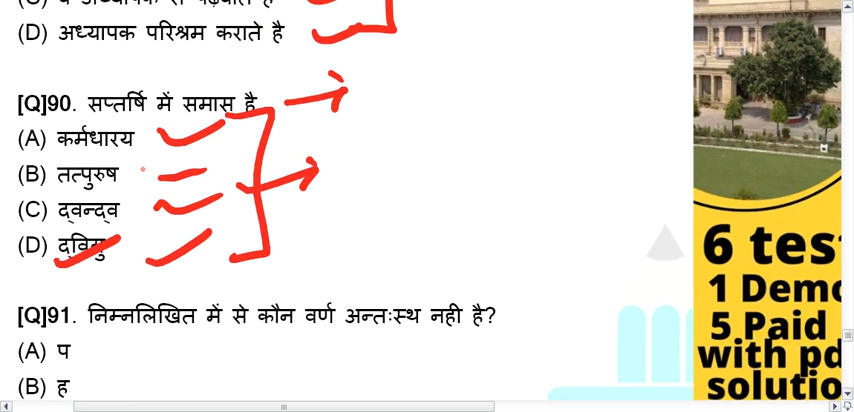 (D) अध्यापक परिश्रम कराते है
[Q]90. सप्तर्षि में समास है
(A) कर्मधारय
(B) तत्पुरुष
(C) द्वन्द्व
(D) द्विगु
[Q]91. निम्नलिखित में से कौन वर्ण अन्तःस्थ नही है?
(A) प
(B) ह
6 tes
1 Demo
5 Paid
with pd
solutio